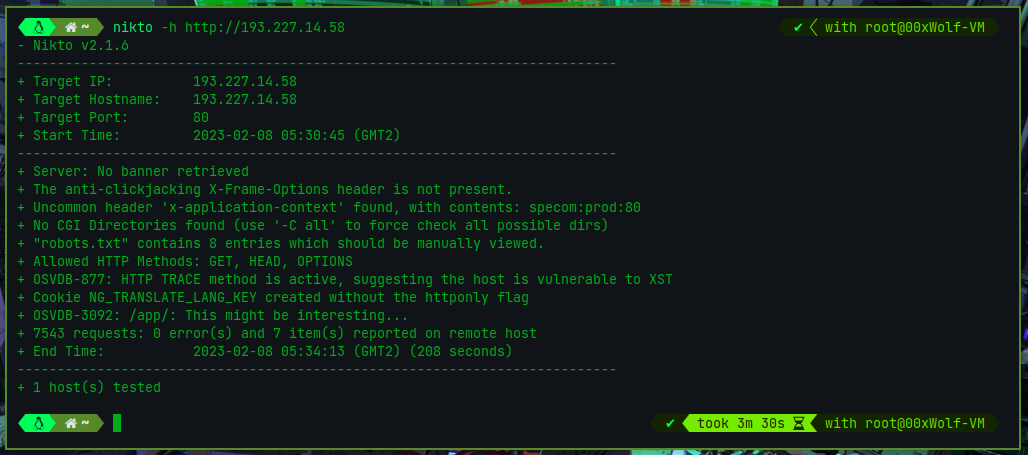 nikto -h http://193.227.14.58 ✔ with root@00xWolf-VM
- Nikto v2.1.6
---------------------------------------------------------------------------
+ Target IP:          193.227.14.58
+ Target Hostname:    193.227.14.58
+ Target Port:        80
+ Start Time:         2023-02-08 05:30:45 (GMT2)
---------------------------------------------------------------------------
+ Server: No banner retrieved
+ The anti-clickjacking X-Frame-Options header is not present.
+ Uncommon header 'x-application-context' found, with contents: specom:prod:80
+ No CGI Directories found (use '-C all' to force check all possible dirs)
+ "robots.txt" contains 8 entries which should be manually viewed.
+ Allowed HTTP Methods: GET, HEAD, OPTIONS
+ OSVDB-877: HTTP TRACE method is active, suggesting the host is vulnerable to XST
+ Cookie NG_TRANSLATE_LANG_KEY created without the httponly flag
+ OSVDB-3092: /app/: This might be interesting...
+ 7543 requests: 0 error(s) and 7 item(s) reported on remote host
+ End Time:           2023-02-08 05:34:13 (GMT2) (208 seconds)
---------------------------------------------------------------------------
+ 1 host(s) tested
~ ✔ took 3m 30s with root@00xWolf-VM